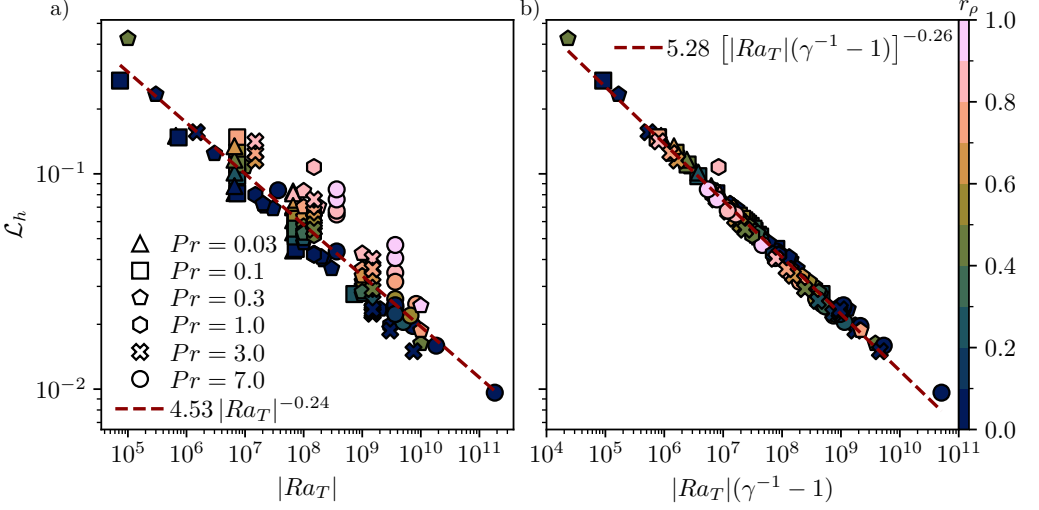 a)
10^{-1}
10^{-2}
\mathcal{L}_h
Pr = 0.03
Pr = 0.1
Pr = 0.3
Pr = 1.0
Pr = 3.0
Pr = 7.0
4.53 |Ra_T|^{-0.24}
10^5 10^6 10^7 10^8 10^9 10^{10} 10^{11}
|Ra_T|
b)
5.28 [|Ra_T|(γ^{-1} − 1)]^{-0.26}
10^4 10^5 10^6 10^7 10^8 10^9 10^{10} 10^{11}
|Ra_T|(γ^{-1} − 1)
r_ρ
1.0
0.8
0.6
0.4
0.2
0.0